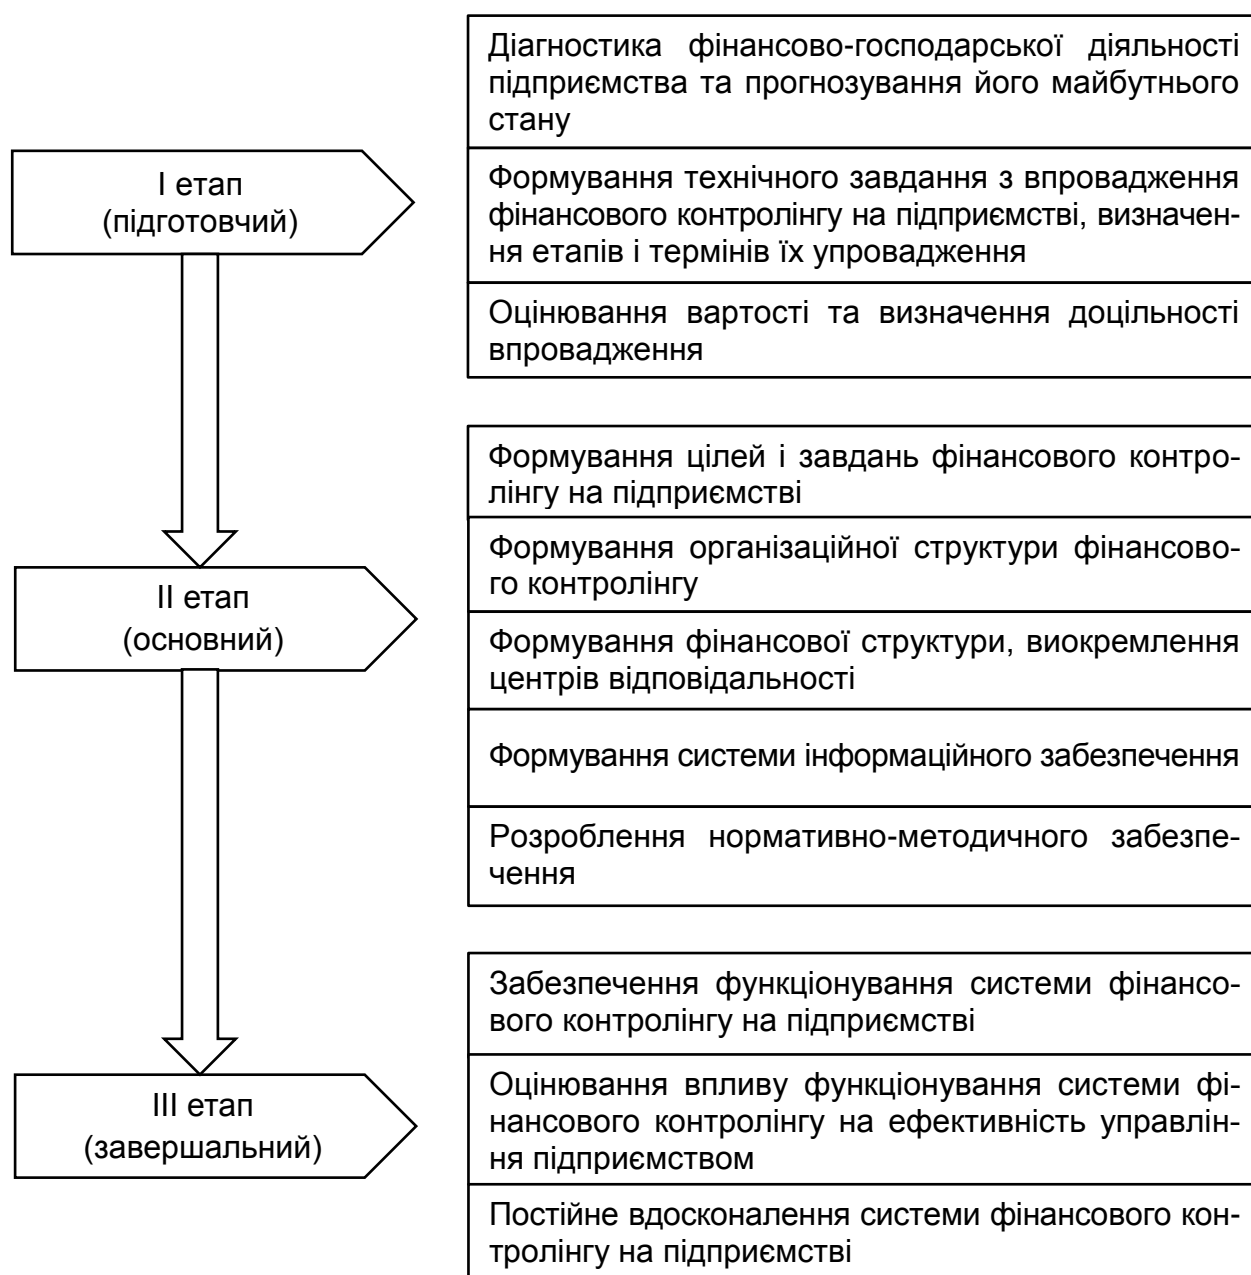 Діагностика фінансово-господарської діяльності
підприємства та прогнозування його майбутнього
стану
І етап
(підготовчий)
Формування технічного завдання з впровадження
фінансового контролінгу на підприємстві, визначен-
ня етапів і термінів їх упровадження
Оцінювання вартості та визначення доцільності
впровадження
Формування цілей і завдань фінансового контро-
лінгу на підприємстві
Формування організаційної структури фінансово-
го контролінгу
ІІ етап
(основний)
Формування фінансової структури, виокремлення
центрів відповідальності
Формування системи інформаційного забезпечення
Розроблення нормативно-методичного забезпе-
чення
Забезпечення функціонування системи фінансо-
вого контролінгу на підприємстві
ІІІ етап
(завершальний)
Оцінювання впливу функціонування системи фі-
нансового контролінгу на ефективність управлін-
ня підприємством
Постійне вдосконалення системи фінансового кон-
тролінгу на підприємстві